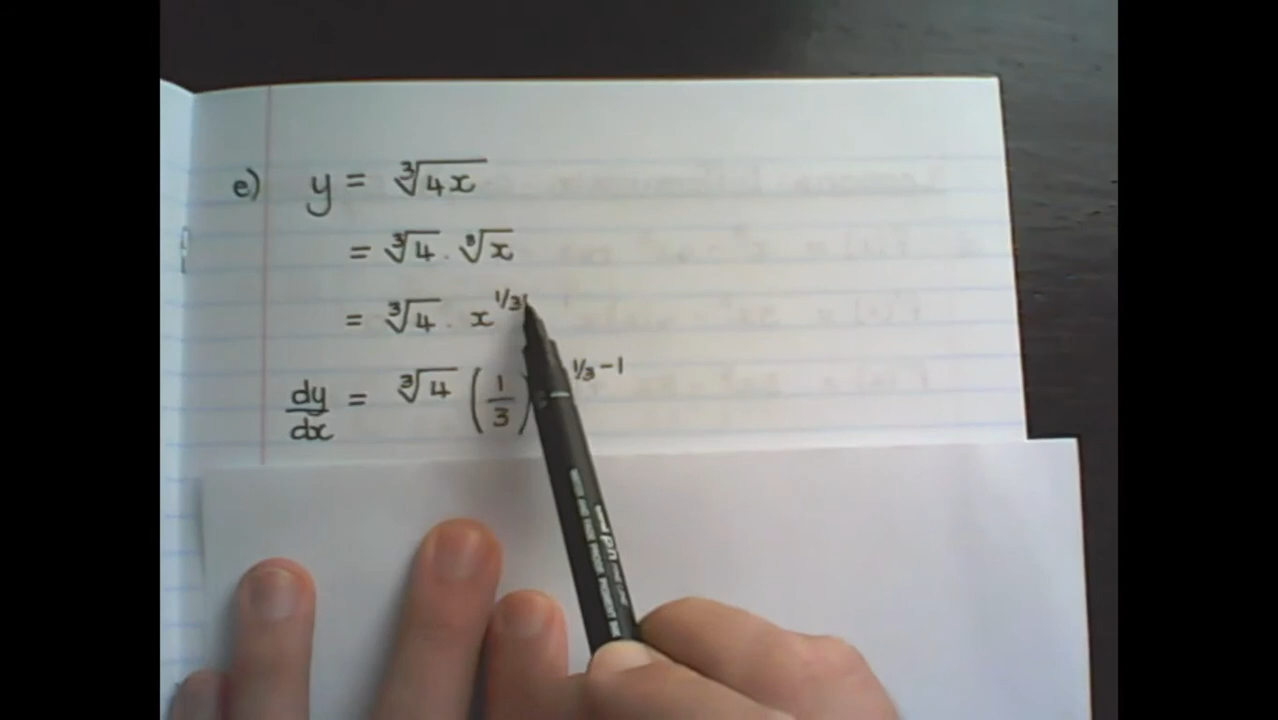 e) y = ∛4x
= ∛4 . ∛x
= ∛4 . x^1/3
dy/dx = ∛4 (1/3) ^1/3-1